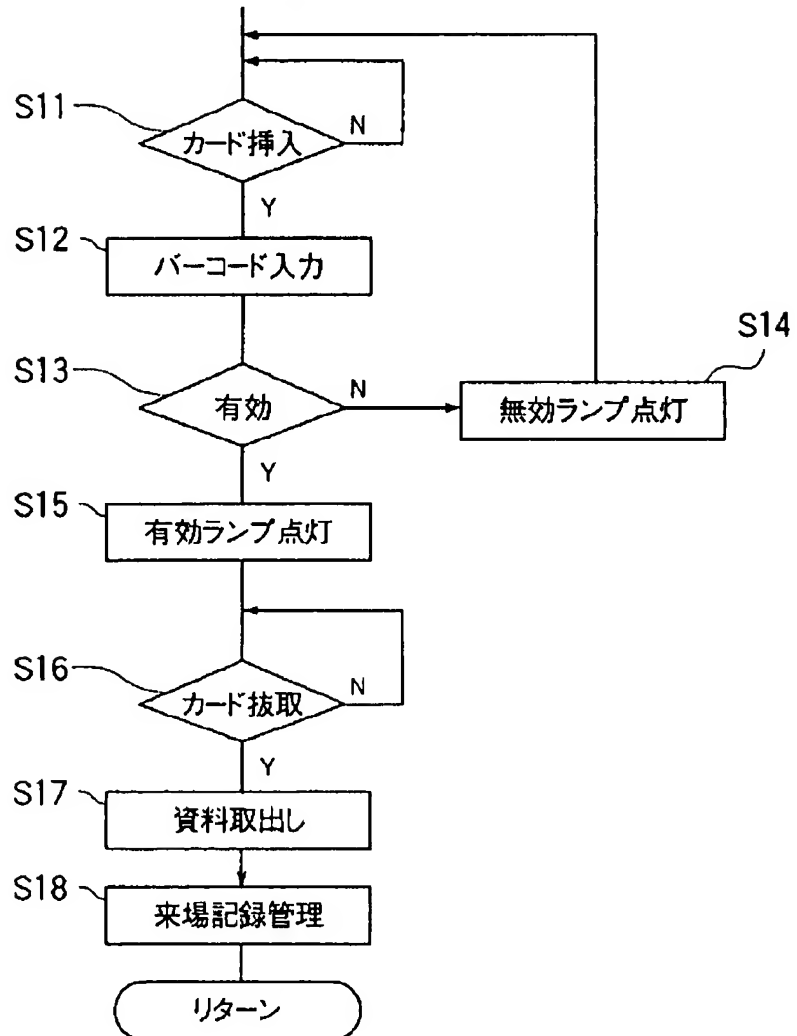 S11
カード挿入
N
Y
S12
バーコード入力
S13
有効
N
S14
無効ランプ点灯
Y
S15
有効ランプ点灯
S16
カード抜取
N
Y
S17
資料取出し
S18
来場記録管理
リターン